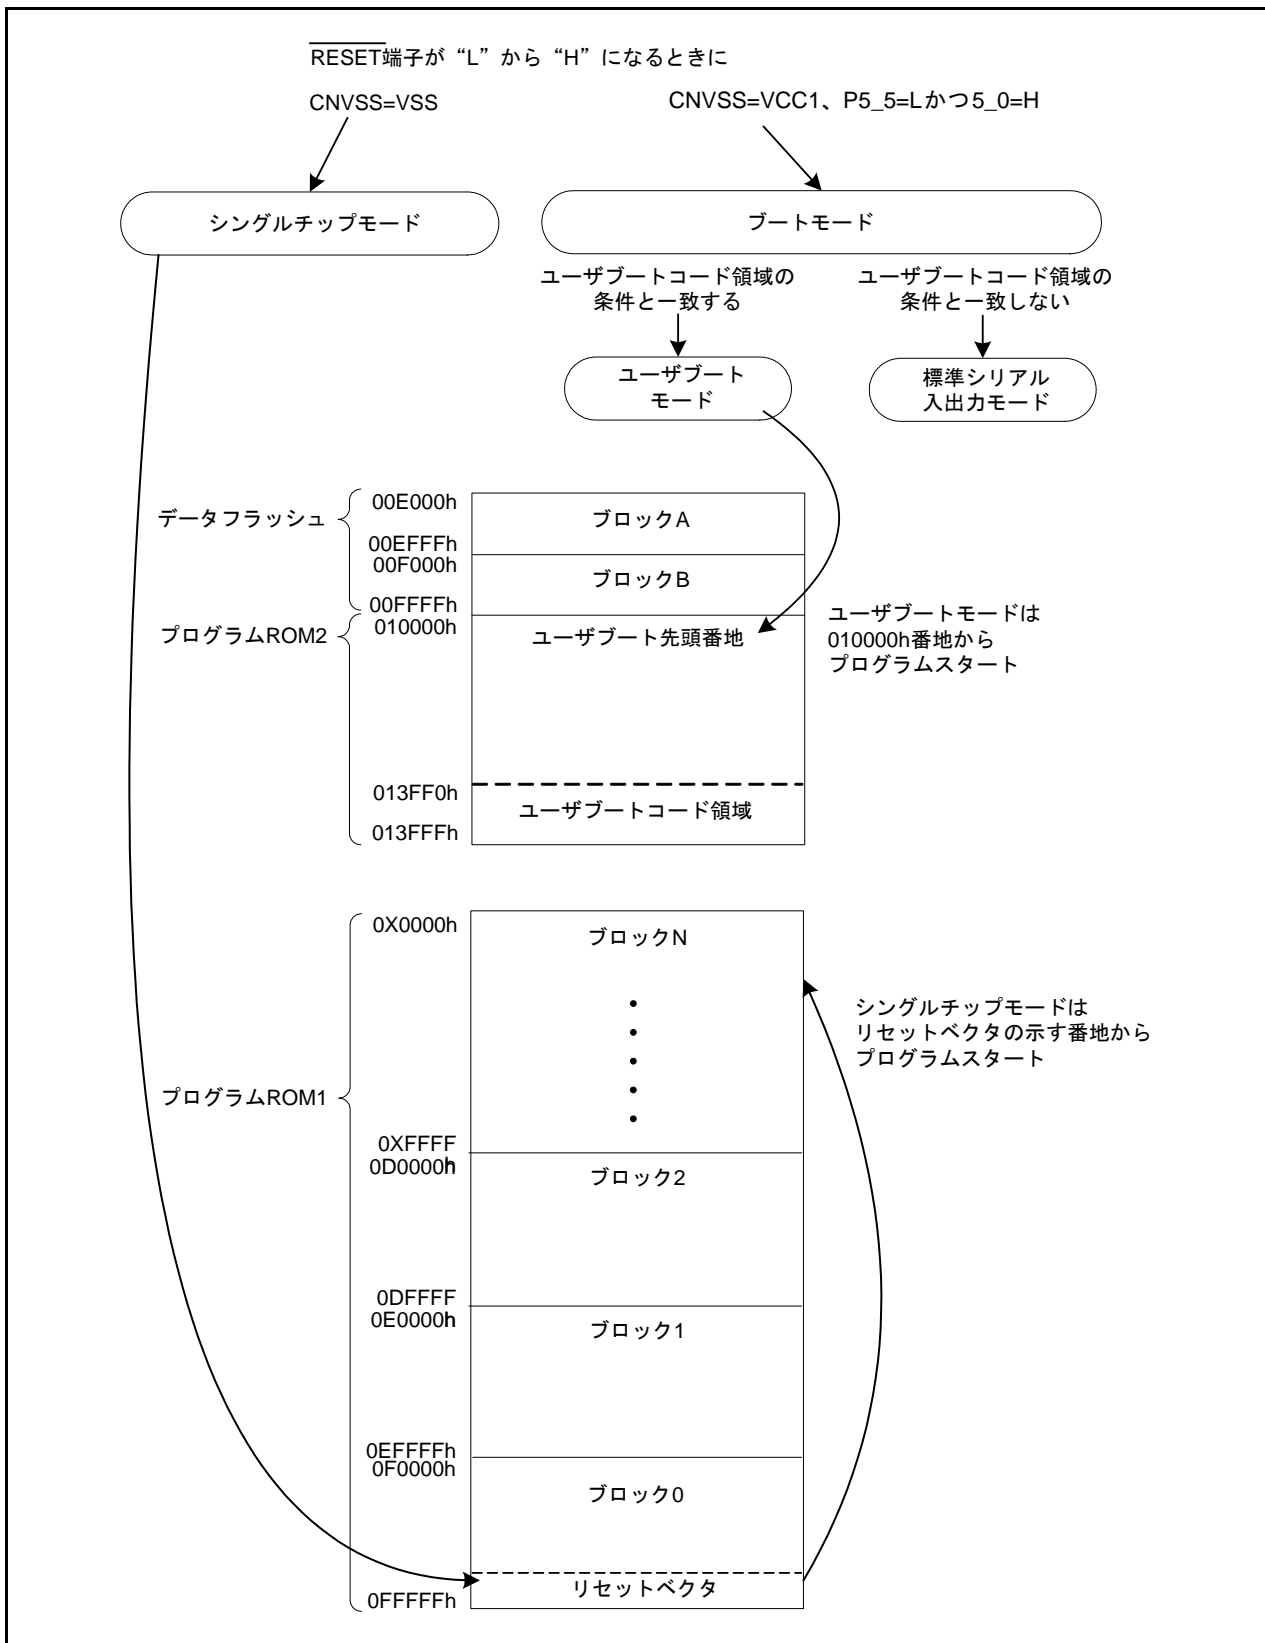 RESET端子が“L”から“H”になるときに
CNVSS=VSS
CNVSS=VCC1、P5_5=Lかつ5_0=H
シングルチップモード
ブートモード
ユーザブートコード領域の
条件と一致する
ユーザブートコード領域の
条件と一致しない
ユーザブート
モード
標準シリアル
入出力モード
データフラッシュ
00E000h
ブロックA
00EFFFh
00F000h
ブロックB
00FFFFh
プログラムROM2
010000h
ユーザブート先頭番地
ユーザブートモードは
010000h番地から
プログラムスタート
013FF0h
ユーザブートコード領域
013FFFh
0X0000h
ブロックN
シングルチップモードは
リセットベクタの示す番地から
プログラムスタート
プログラムROM1
0XFFFF
h
0D0000h
ブロック2
0DFFFF
h
0E0000h
ブロック1
0EFFFFh
0F0000h
ブロック0
リセットベクタ
0FFFFFh